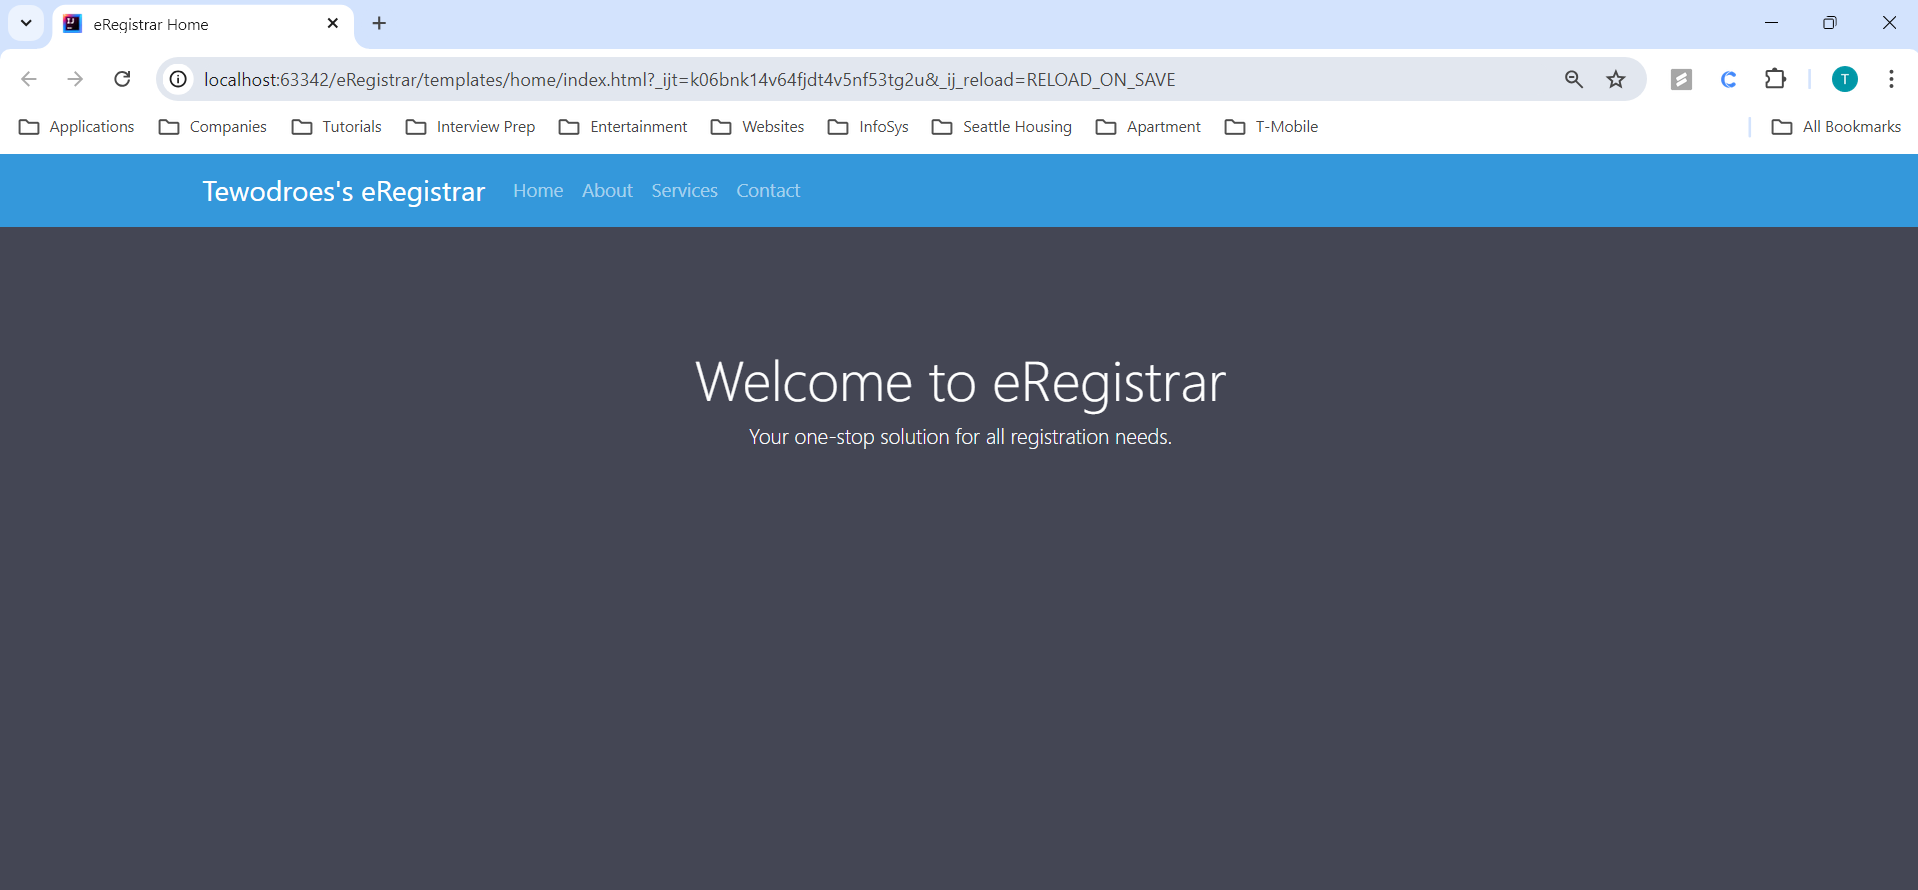 eRegistrar Home
localhost:63342/eRegistrar/templates/home/index.html?_ijt=k06bnk14v64fjdt4v5nf53tg2u&_ij_reload=RELOAD_ON_SAVE
T
Applications Companies Tutorials Interview Prep Entertainment Websites InfoSys Seattle Housing Apartment T-Mobile All Bookmarks
Tewodroes's eRegistrar Home About Services Contact
Welcome to eRegistrar
Your one-stop solution for all registration needs.